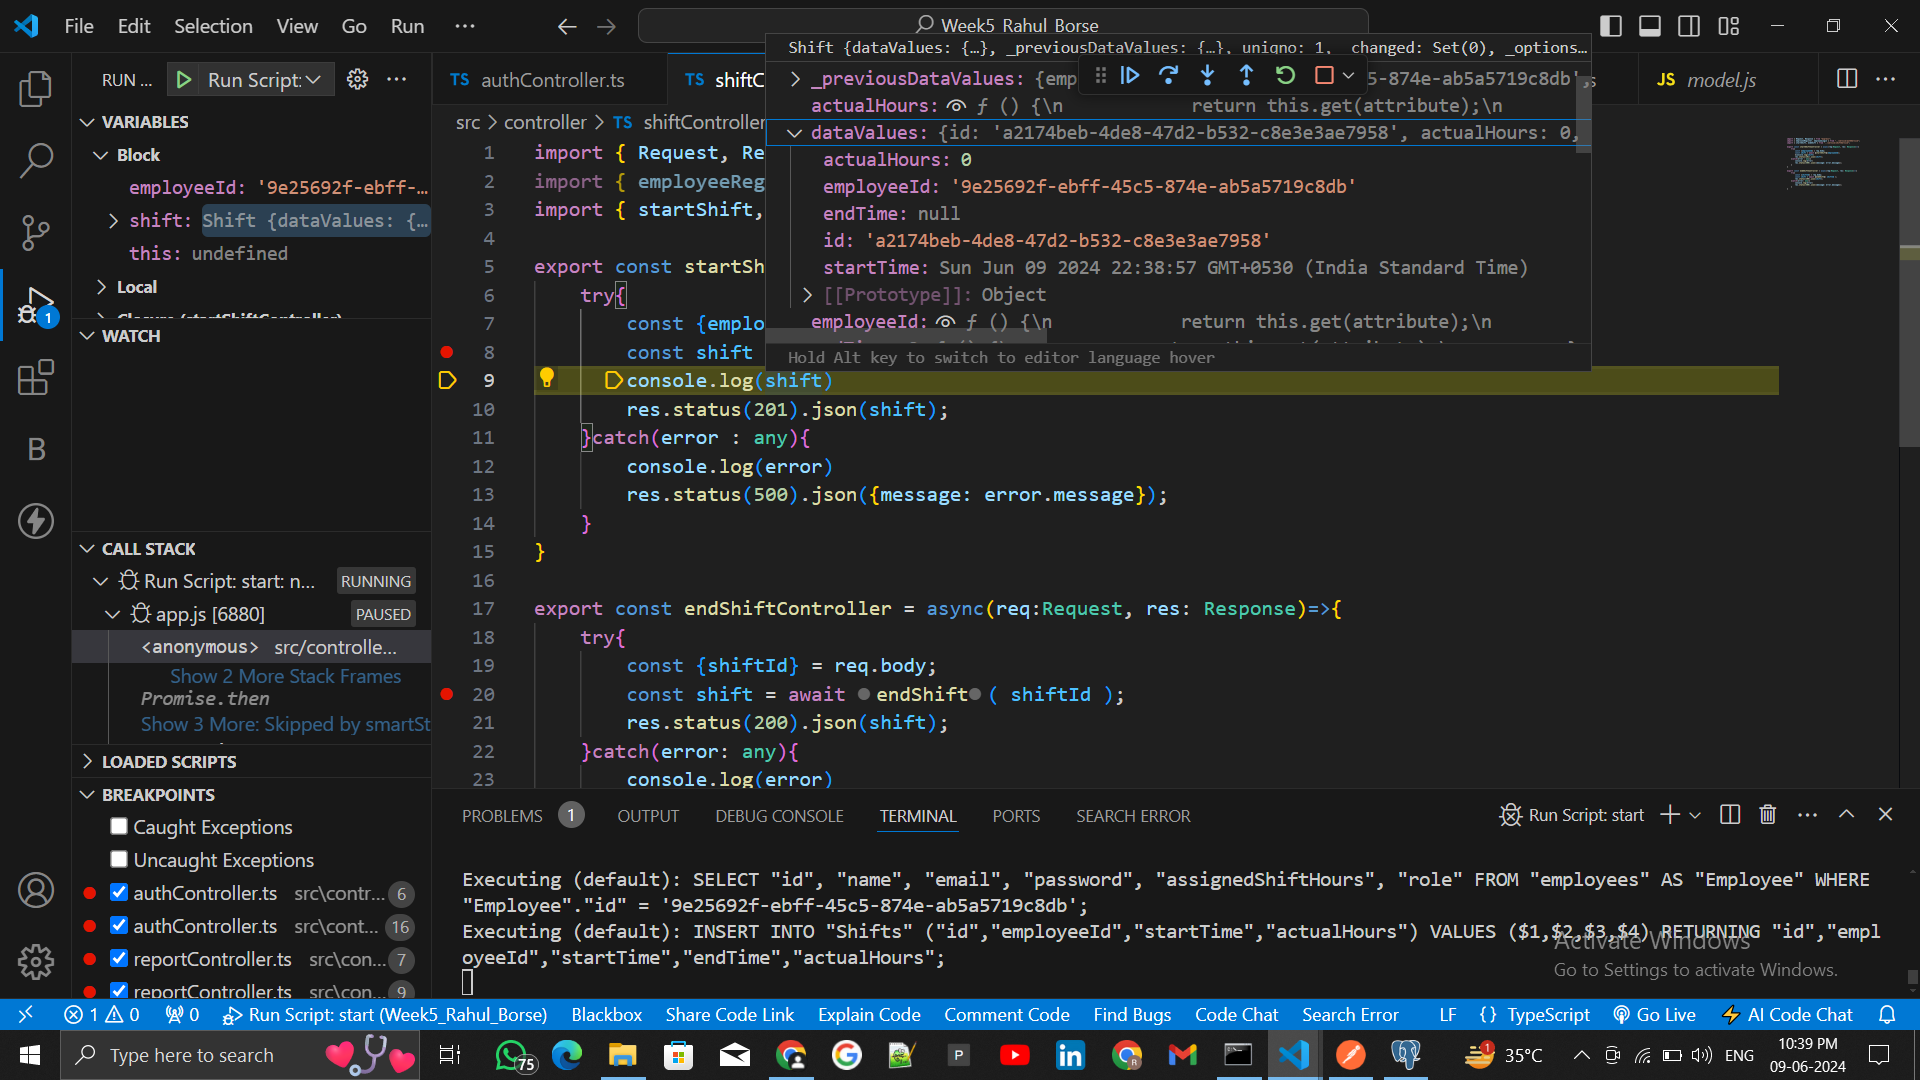 File Edit Selection View Go Run ···
Week5_Rahul_Borse
RUN ... Run Script: ···
TS authController.ts
TS shiftC
JS model.js ···
src > controller > TS shiftController
VARIABLES
Block
employeeId: '9e25692f-ebff-...
shift: Shift {dataValues: {...
this: undefined
Local
WATCH
CALL STACK
Run Script: start: n... RUNNING
app.js [6880] PAUSED
<anonymous> src/controlle...
Show 2 More Stack Frames
Promise.then
Show 3 More: Skipped by smartSt
LOADED SCRIPTS
BREAKPOINTS
Caught Exceptions
Uncaught Exceptions
authController.ts src\contr... 6
authController.ts src\cont... 16
reportController.ts src\con... 7
reportController.ts src\con... 9
Shift {dataValues: {…}, _previousDataValues: {…}, uniqno: 1, _changed: Set(0), _options…
_previousDataValues: {emp 5-874e-ab5a5719c8db',
actualHours: ƒ () {\n return this.get(attribute);\n
dataValues: {id: 'a2174beb-4de8-47d2-b532-c8e3e3ae7958', actualHours: 0,
actualHours: 0
employeeId: '9e25692f-ebff-45c5-874e-ab5a5719c8db'
endTime: null
id: 'a2174beb-4de8-47d2-b532-c8e3e3ae7958'
startTime: Sun Jun 09 2024 22:38:57 GMT+0530 (India Standard Time)
[[Prototype]]: Object
employeeId: ƒ () {\n return this.get(attribute);\n
Hold Alt key to switch to editor language hover
1 import { Request, Re
2 import { employeeReg
3 import { startShift,
4
5 export const startSh
6 try{
7 const {emplo
8 const shift
9 console.log(shift)
10 res.status(201).json(shift);
11 }catch(error : any){
12 console.log(error)
13 res.status(500).json({message: error.message});
14 }
15 }
16
17 export const endShiftController = async(req:Request, res: Response)=>{
18 try{
19 const {shiftId} = req.body;
20 const shift = await endShift ( shiftId );
21 res.status(200).json(shift);
22 }catch(error: any){
23 console.log(error)
PROBLEMS 1 OUTPUT DEBUG CONSOLE TERMINAL PORTS SEARCH ERROR
Run Script: start ···
Executing (default): SELECT "id", "name", "email", "password", "assignedShiftHours", "role" FROM "employees" AS "Employee" WHERE
"Employee"."id" = '9e25692f-ebff-45c5-874e-ab5a5719c8db';
Executing (default): INSERT INTO "Shifts" ("id","employeeId","startTime","actualHours") VALUES ($1,$2,$3,$4) RETURNING "id","empl
oyeeId","startTime","endTime","actualHours";
Activate Windows
Go to Settings to activate Windows.
1 0 0 Run Script: start (Week5_Rahul_Borse) Blackbox Share Code Link Explain Code Comment Code Find Bugs Code Chat Search Error LF {} TypeScript Go Live AI Code Chat
Type here to search
75
P
1
35°C
ENG
10:39 PM
09-06-2024